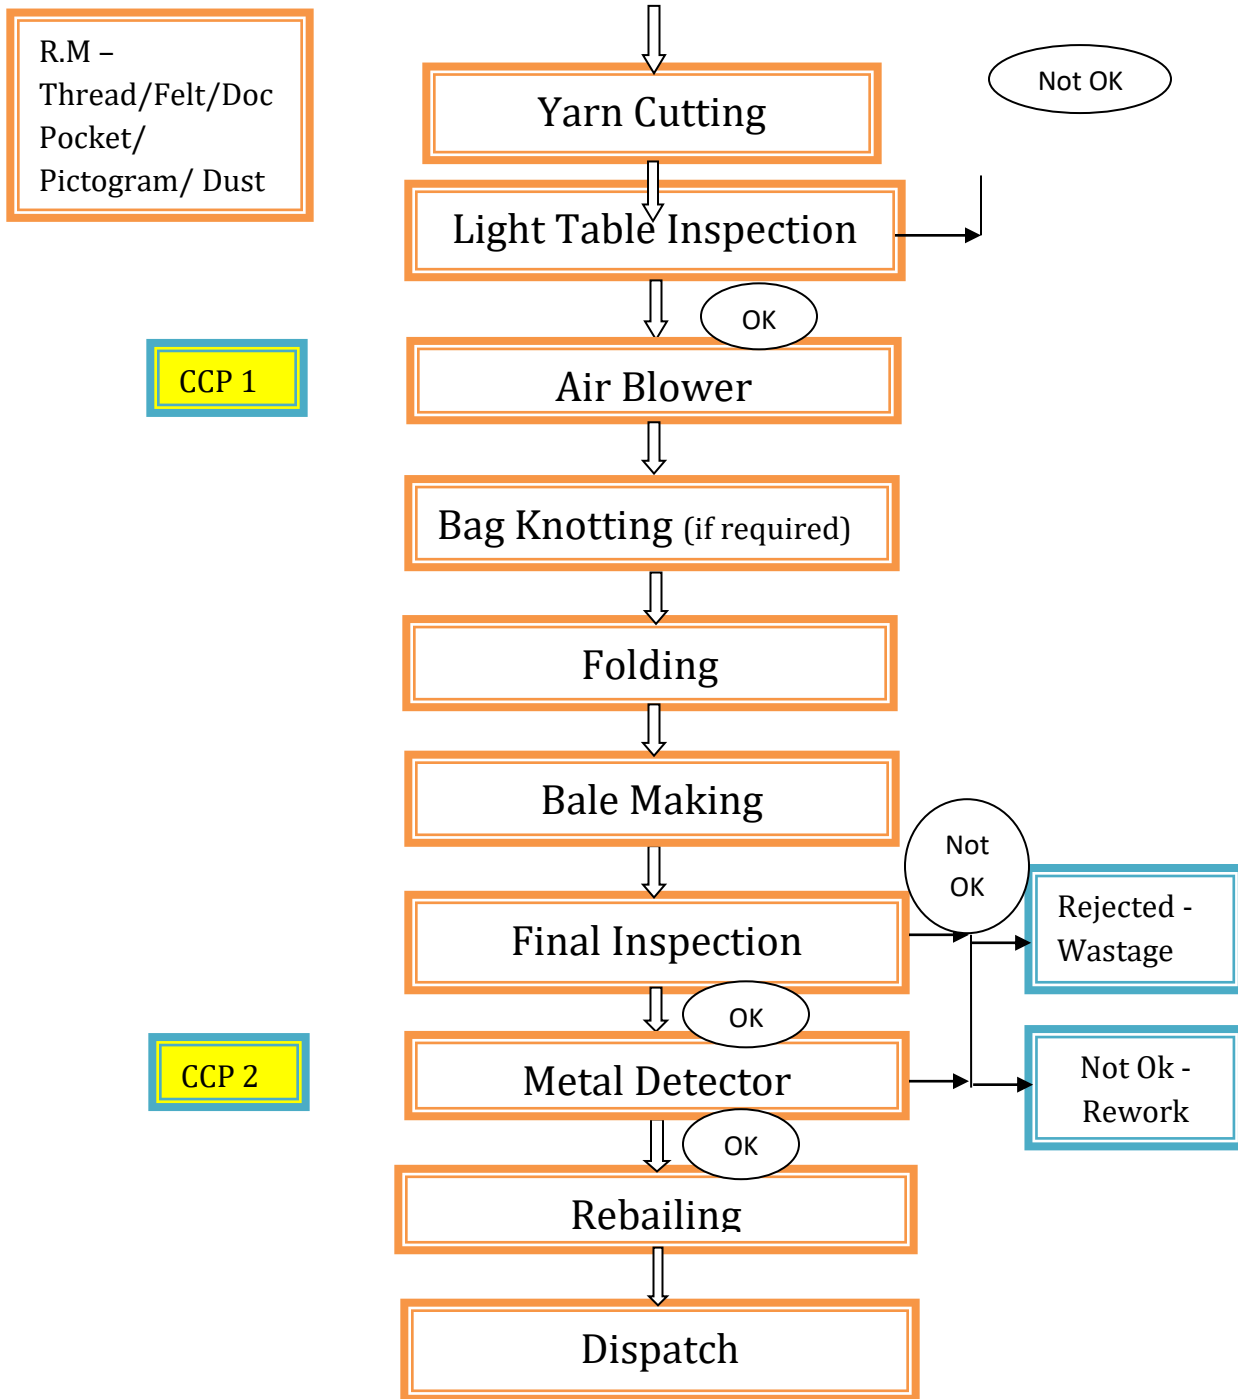 R.M –
Thread/Felt/Doc
Pocket/
Pictogram/ Dust
Yarn Cutting
Not OK
Light Table Inspection
OK
CCP 1
Air Blower
Bag Knotting (if required)
Folding
Bale Making
Not
OK
Final Inspection
Rejected -
Wastage
OK
CCP 2
Metal Detector
Not Ok -
Rework
OK
Rebailing
Dispatch